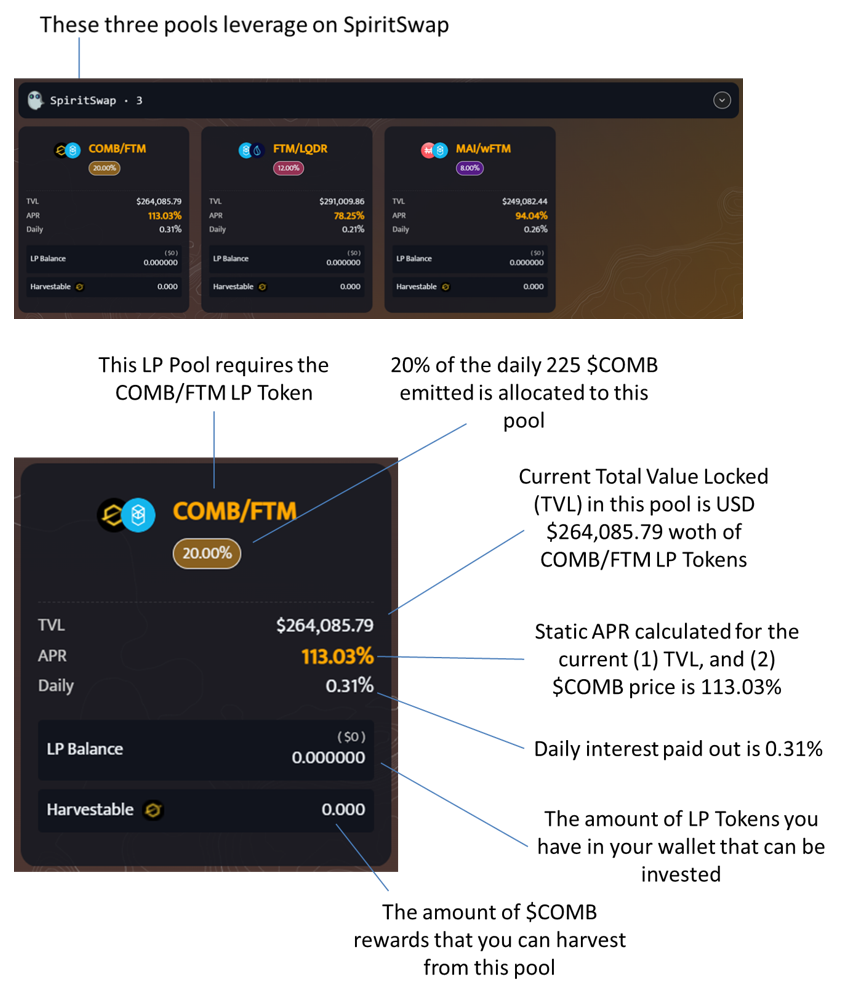 These three pools leverage on SpiritSwap
SpiritSwap · 3
COMB/FTM
20.00%
TVL $264,085.79
APR 113.03%
Daily 0.31%
($0)
LP Balance 0.000000
Harvestable 0.000
FTM/LQDR
12.00%
TVL $291,009.86
APR 78.25%
Daily 0.21%
($0)
LP Balance 0.000000
Harvestable 0.000
MAI/wFTM
8.00%
TVL $249,082.44
APR 94.04%
Daily 0.26%
($0)
LP Balance 0.000000
Harvestable 0.000
This LP Pool requires the
COMB/FTM LP Token
20% of the daily 225 $COMB
emitted is allocated to this
pool
COMB/FTM
20.00%
TVL $264,085.79
APR 113.03%
Daily 0.31%
($0)
LP Balance 0.000000
Harvestable 0.000
Current Total Value Locked
(TVL) in this pool is USD
$264,085.79 woth of
COMB/FTM LP Tokens
Static APR calculated for the
current (1) TVL, and (2)
$COMB price is 113.03%
Daily interest paid out is 0.31%
The amount of LP Tokens you
have in your wallet that can be
invested
The amount of $COMB
rewards that you can harvest
from this pool